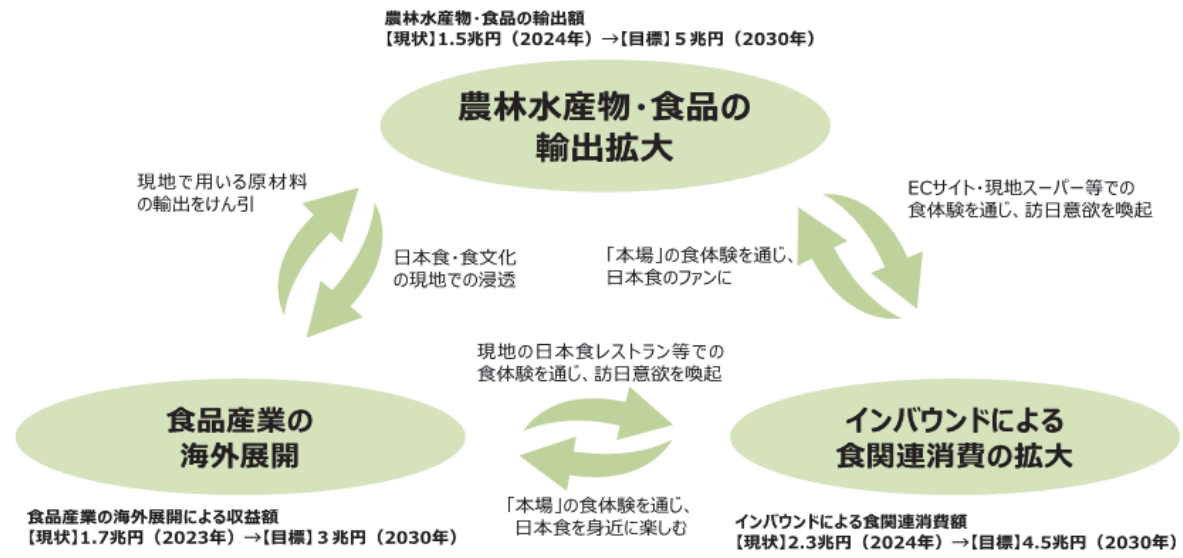 農林水産物・食品の輸出額
【現状】1.5兆円（2024年）→【目標】５兆円（2030年）
農林水産物・食品の
輸出拡大
現地で用いる原材料
の輸出をけん引
日本食・食文化
の現地での浸透
「本場」の食体験を通じ、
日本食のファンに
ECサイト・現地スーパー等での
食体験を通じ、訪日意欲を喚起
現地の日本食レストラン等での
食体験を通じ、訪日意欲を喚起
食品産業の
海外展開
インバウンドによる
食関連消費の拡大
「本場」の食体験を通じ、
日本食を身近に楽しむ
食品産業の海外展開による収益額
【現状】1.7兆円（2023年）→【目標】３兆円（2030年）
インバウンドによる食関連消費額
【現状】2.3兆円（2024年）→【目標】4.5兆円（2030年）